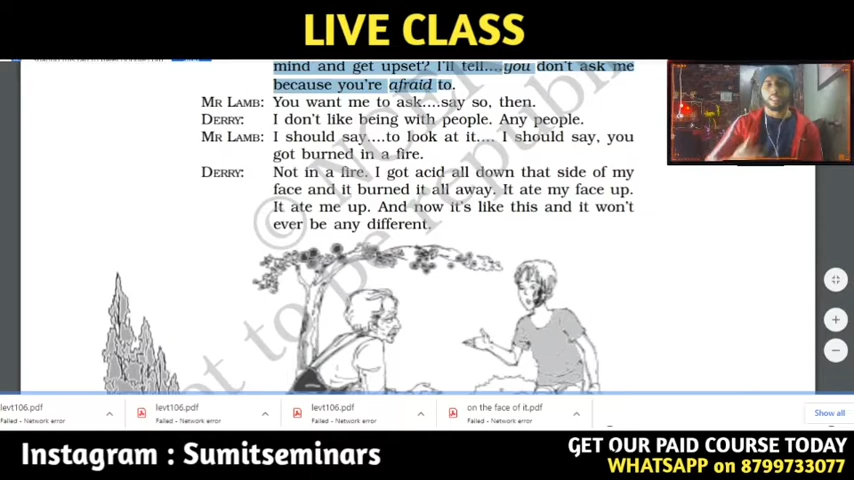 LIVE CLASS
mind and get upset? I'll tell....you don't ask me
because you're afraid to.
MR LAMB: You want me to ask....say so, then.
DERRY: I don't like being with people. Any people.
MR LAMB: I should say....to look at it.... I should say, you
got burned in a fire.
DERRY: Not in a fire. I got acid all down that side of my
face and it burned it all away. It ate my face up.
It ate me up. And now it's like this and it won't
ever be any different.
© NCERT
not to be republi
levt106.pdf
Failed - Network error
levt106.pdf
Failed - Network error
levt106.pdf
Failed - Network error
on the face of it.pdf
Failed - Network error
Show all
Instagram : Sumitseminars
GET OUR PAID COURSE TODAY
WHATSAPP on 8799733077